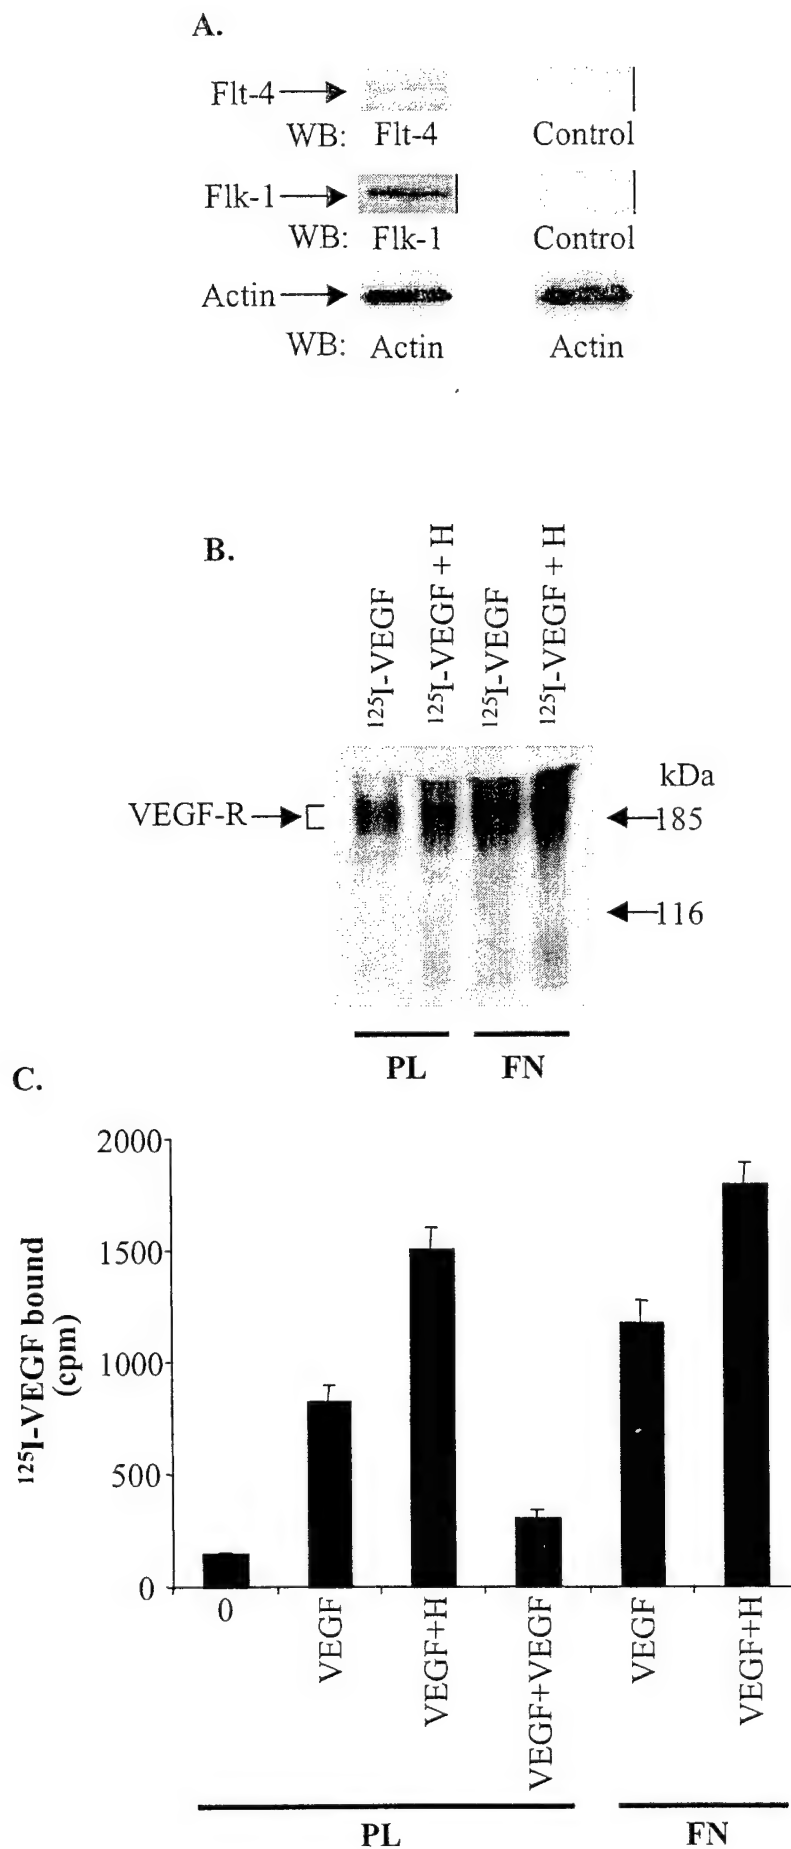 A.
Flt-4
WB: Flt-4 Control
Flk-1
WB: Flk-1 Control
Actin
WB: Actin Actin
B.
¹²⁵I-VEGF
¹²⁵I-VEGF + H
¹²⁵I-VEGF
¹²⁵I-VEGF + H
kDa
VEGF-R
185
116
PL FN
C.
¹²⁵I-VEGF bound
(cpm)
2000
1500
1000
500
0
0
VEGF
VEGF+H
VEGF+VEGF
VEGF
VEGF+H
PL FN